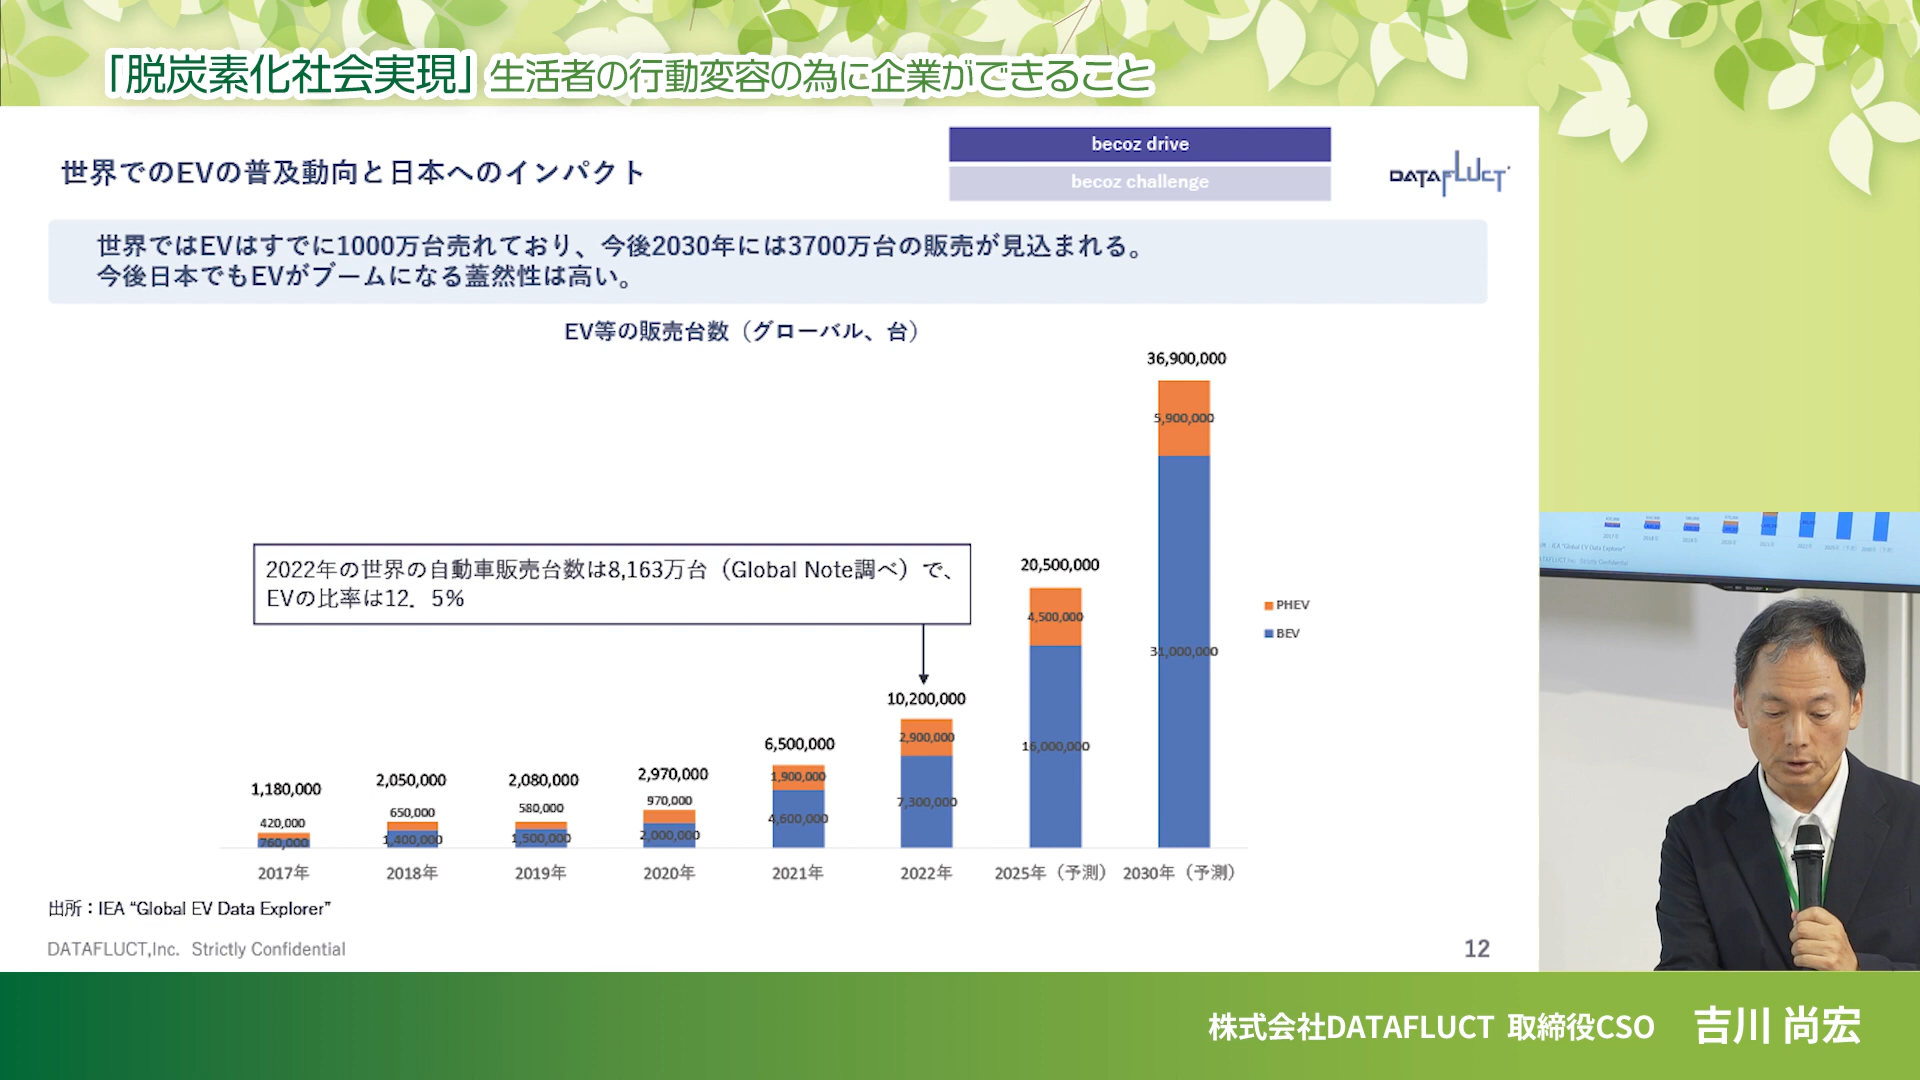 「脱炭素化社会実現」生活者の行動変容の為に企業ができること
世界でのEVの普及動向と日本へのインパクト
becoz drive
becoz challenge
DATAFLUCT
世界ではEVはすでに1000万台売れており、今後2030年には3700万台の販売が見込まれる。
今後日本でもEVがブームになる蓋然性は高い。
EV等の販売台数（グローバル、台）
36,900,000
5,900,000
31,000,000
20,500,000
4,500,000
16,000,000
2022年の世界の自動車販売台数は8,163万台（Global Note調べ）で、
EVの比率は12．5%
10,200,000
2,900,000
7,300,000
6,500,000
1,900,000
4,600,000
2,970,000
970,000
2,000,000
2,080,000
580,000
1,500,000
2,050,000
650,000
1,400,000
1,180,000
420,000
760,000
PHEV
BEV
2017年 2018年 2019年 2020年 2021年 2022年 2025年（予測） 2030年（予測）
出所：IEA “Global EV Data Explorer”
DATAFLUCT,Inc. Strictly Confidential
12
株式会社DATAFLUCT 取締役CSO 吉川 尚宏